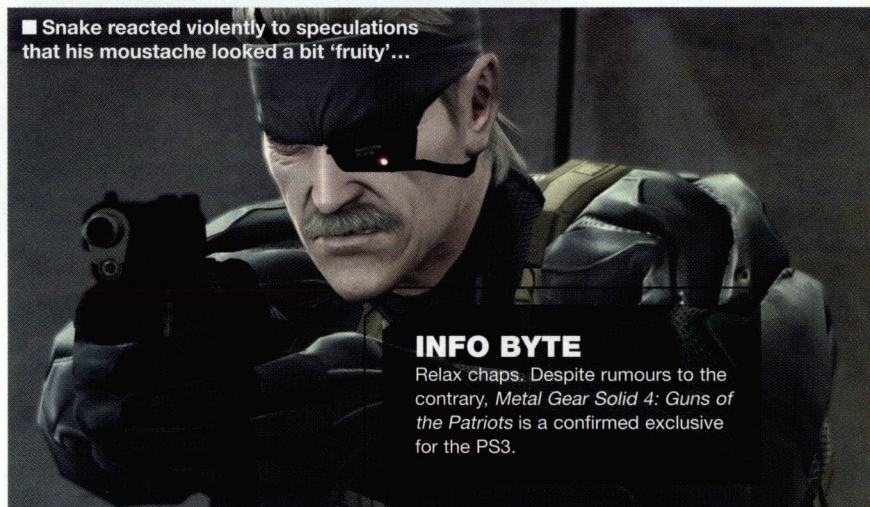 ■ Snake reacted violently to speculations
that his moustache looked a bit ‘fruity’...
INFO BYTE
Relax chaps. Despite rumours to the
contrary, Metal Gear Solid 4: Guns of
the Patriots is a confirmed exclusive
for the PS3.